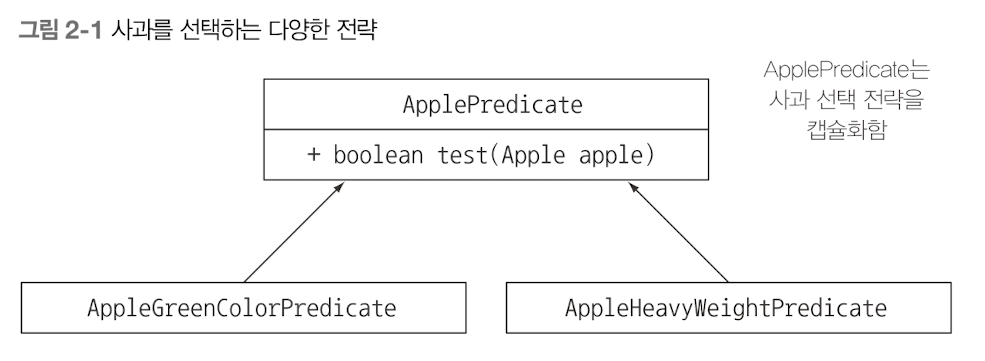 그림 2-1 사과를 선택하는 다양한 전략
ApplePredicate는
사과 선택 전략을
캡슐화함
ApplePredicate
+ boolean test(Apple apple)
AppleGreenColorPredicate
AppleHeavyWeightPredicate